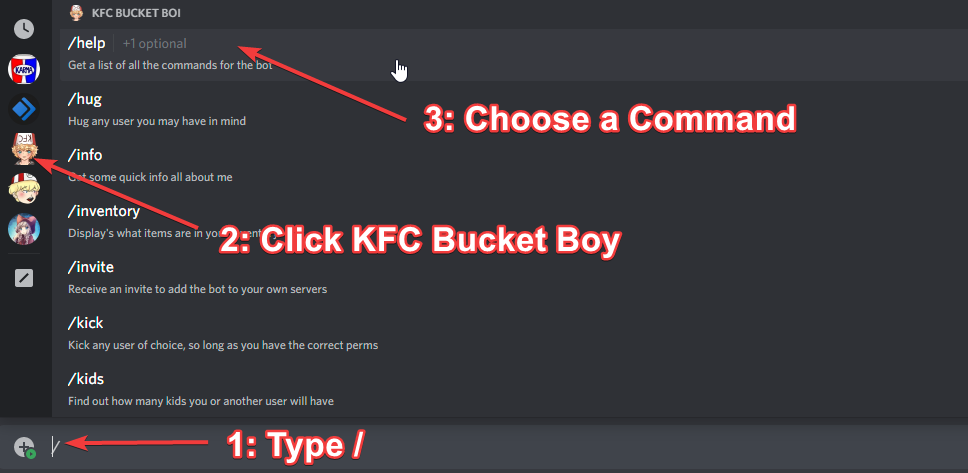 KFC BUCKET BOI
KARMA
/help +1 optional
Get a list of all the commands for the bot
3: Choose a Command
/hug
Hug any user you may have in mind
KFC
/info
Get some quick info all about me
/inventory
Display's what items are in your
2: Click KFC Bucket Boy
/invite
Receive an invite to add the bot to your own servers
/kick
Kick any user of choice, so long as you have the correct perms
/kids
Find out how many kids you or another user will have
/
1: Type /